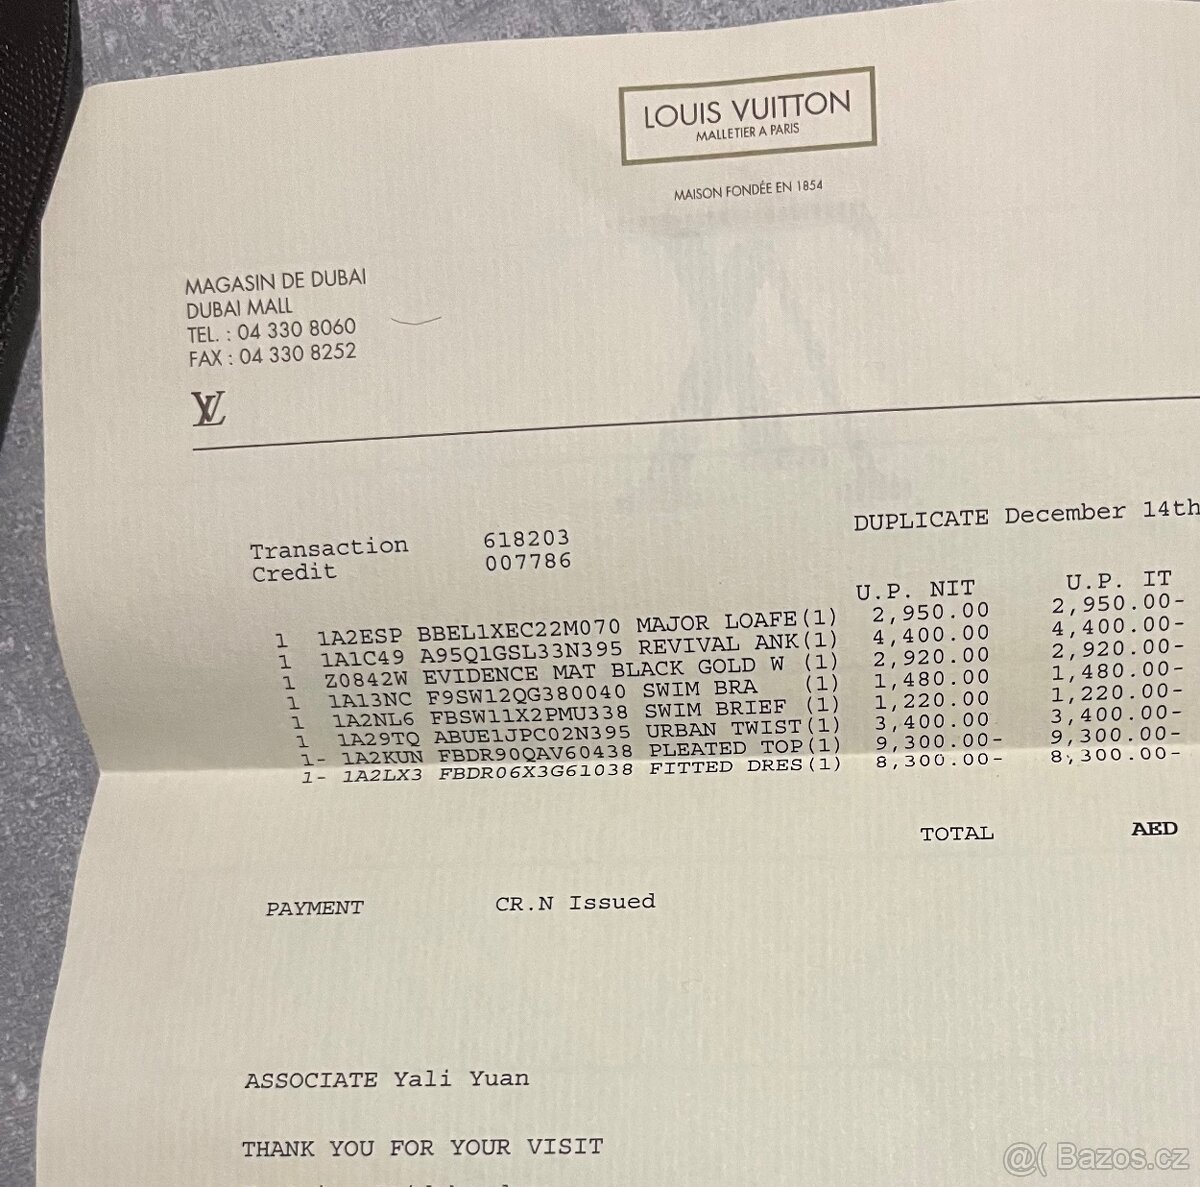 LOUIS VUITTON
MALLETIER A PARIS
MAISON FONDÉE EN 1854
MAGASIN DE DUBAI
DUBAI MALL
TEL. : 04 330 8060
FAX : 04 330 8252
LV
DUPLICATE December 14th
Transaction 618203
Credit 007786
U.P. NIT U.P. IT
1 1A2ESP BBEL1XEC22M070 MAJOR LOAFE(1) 2,950.00 2,950.00-
1 1A1C49 A95Q1GSL33N395 REVIVAL ANK(1) 4,400.00 4,400.00-
1 Z0842W EVIDENCE MAT BLACK GOLD W (1) 2,920.00 2,920.00-
1 1A13NC F9SW12QG380040 SWIM BRA (1) 1,480.00 1,480.00-
1 1A2NL6 FBSW11X2PMU338 SWIM BRIEF (1) 1,220.00 1,220.00-
1 1A29TQ ABUE1JPC02N395 URBAN TWIST(1) 3,400.00 3,400.00-
1- 1A2KUN FBDR90QAV60438 PLEATED TOP(1) 9,300.00- 9,300.00-
1- 1A2LX3 FBDR06X3G61038 FITTED DRES(1) 8,300.00- 8,300.00-
TOTAL AED
PAYMENT CR.N Issued
ASSOCIATE Yali Yuan
THANK YOU FOR YOUR VISIT
@( Bazos.cz